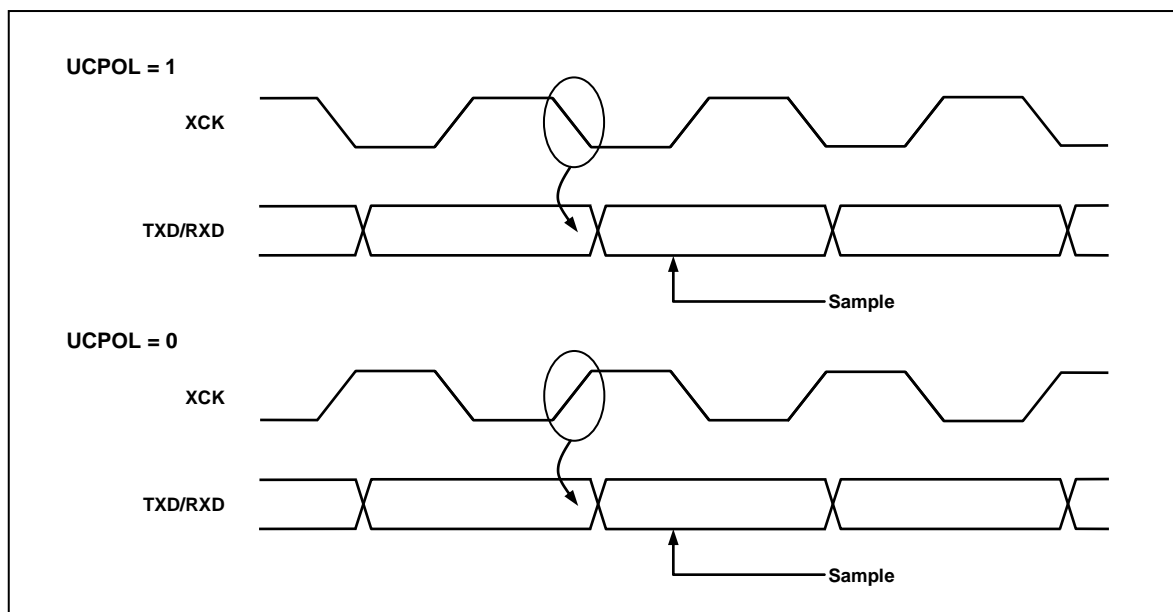 UCPOL = 1
XCK
TXD/RXD
Sample
UCPOL = 0
XCK
TXD/RXD
Sample